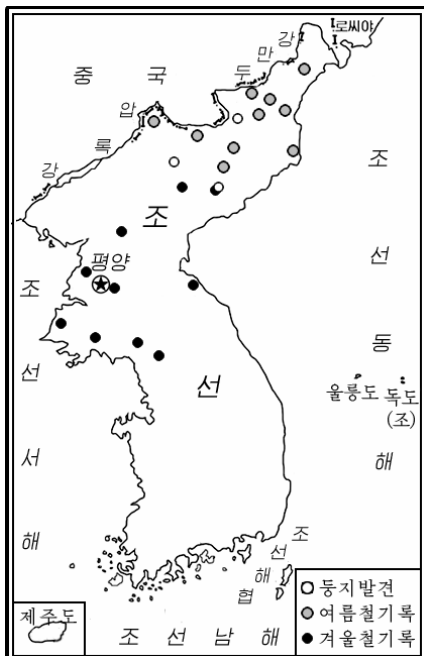 로씨야
중국
두만강
압록강
조선
평양
조선동해
조선서해
울릉도 독도
(조)
조선해협
제주도
조선남해
둥지발견
여름철기록
겨울철기록